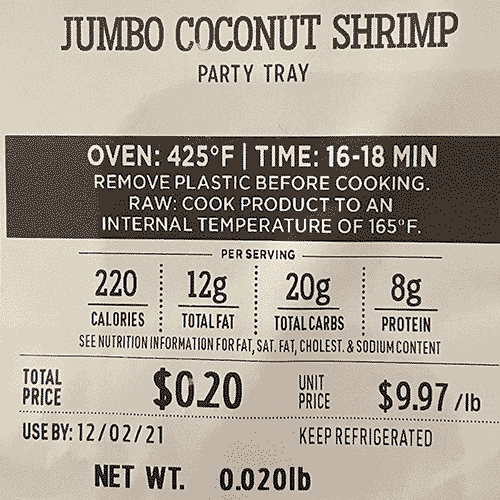 JUMBO COCONUT SHRIMP
PARTY TRAY
OVEN: 425°F | TIME: 16-18 MIN
REMOVE PLASTIC BEFORE COOKING.
RAW: COOK PRODUCT TO AN
INTERNAL TEMPERATURE OF 165°F.
PER SERVING
220 12g 20g 8g
CALORIES TOTAL FAT TOTAL CARBS PROTEIN
SEE NUTRITION INFORMATION FOR FAT, SAT. FAT, CHOLEST. & SODIUM CONTENT
TOTAL PRICE $0.20 UNIT PRICE $9.97 /lb
USE BY: 12/02/21 KEEP REFRIGERATED
NET WT. 0.020lb